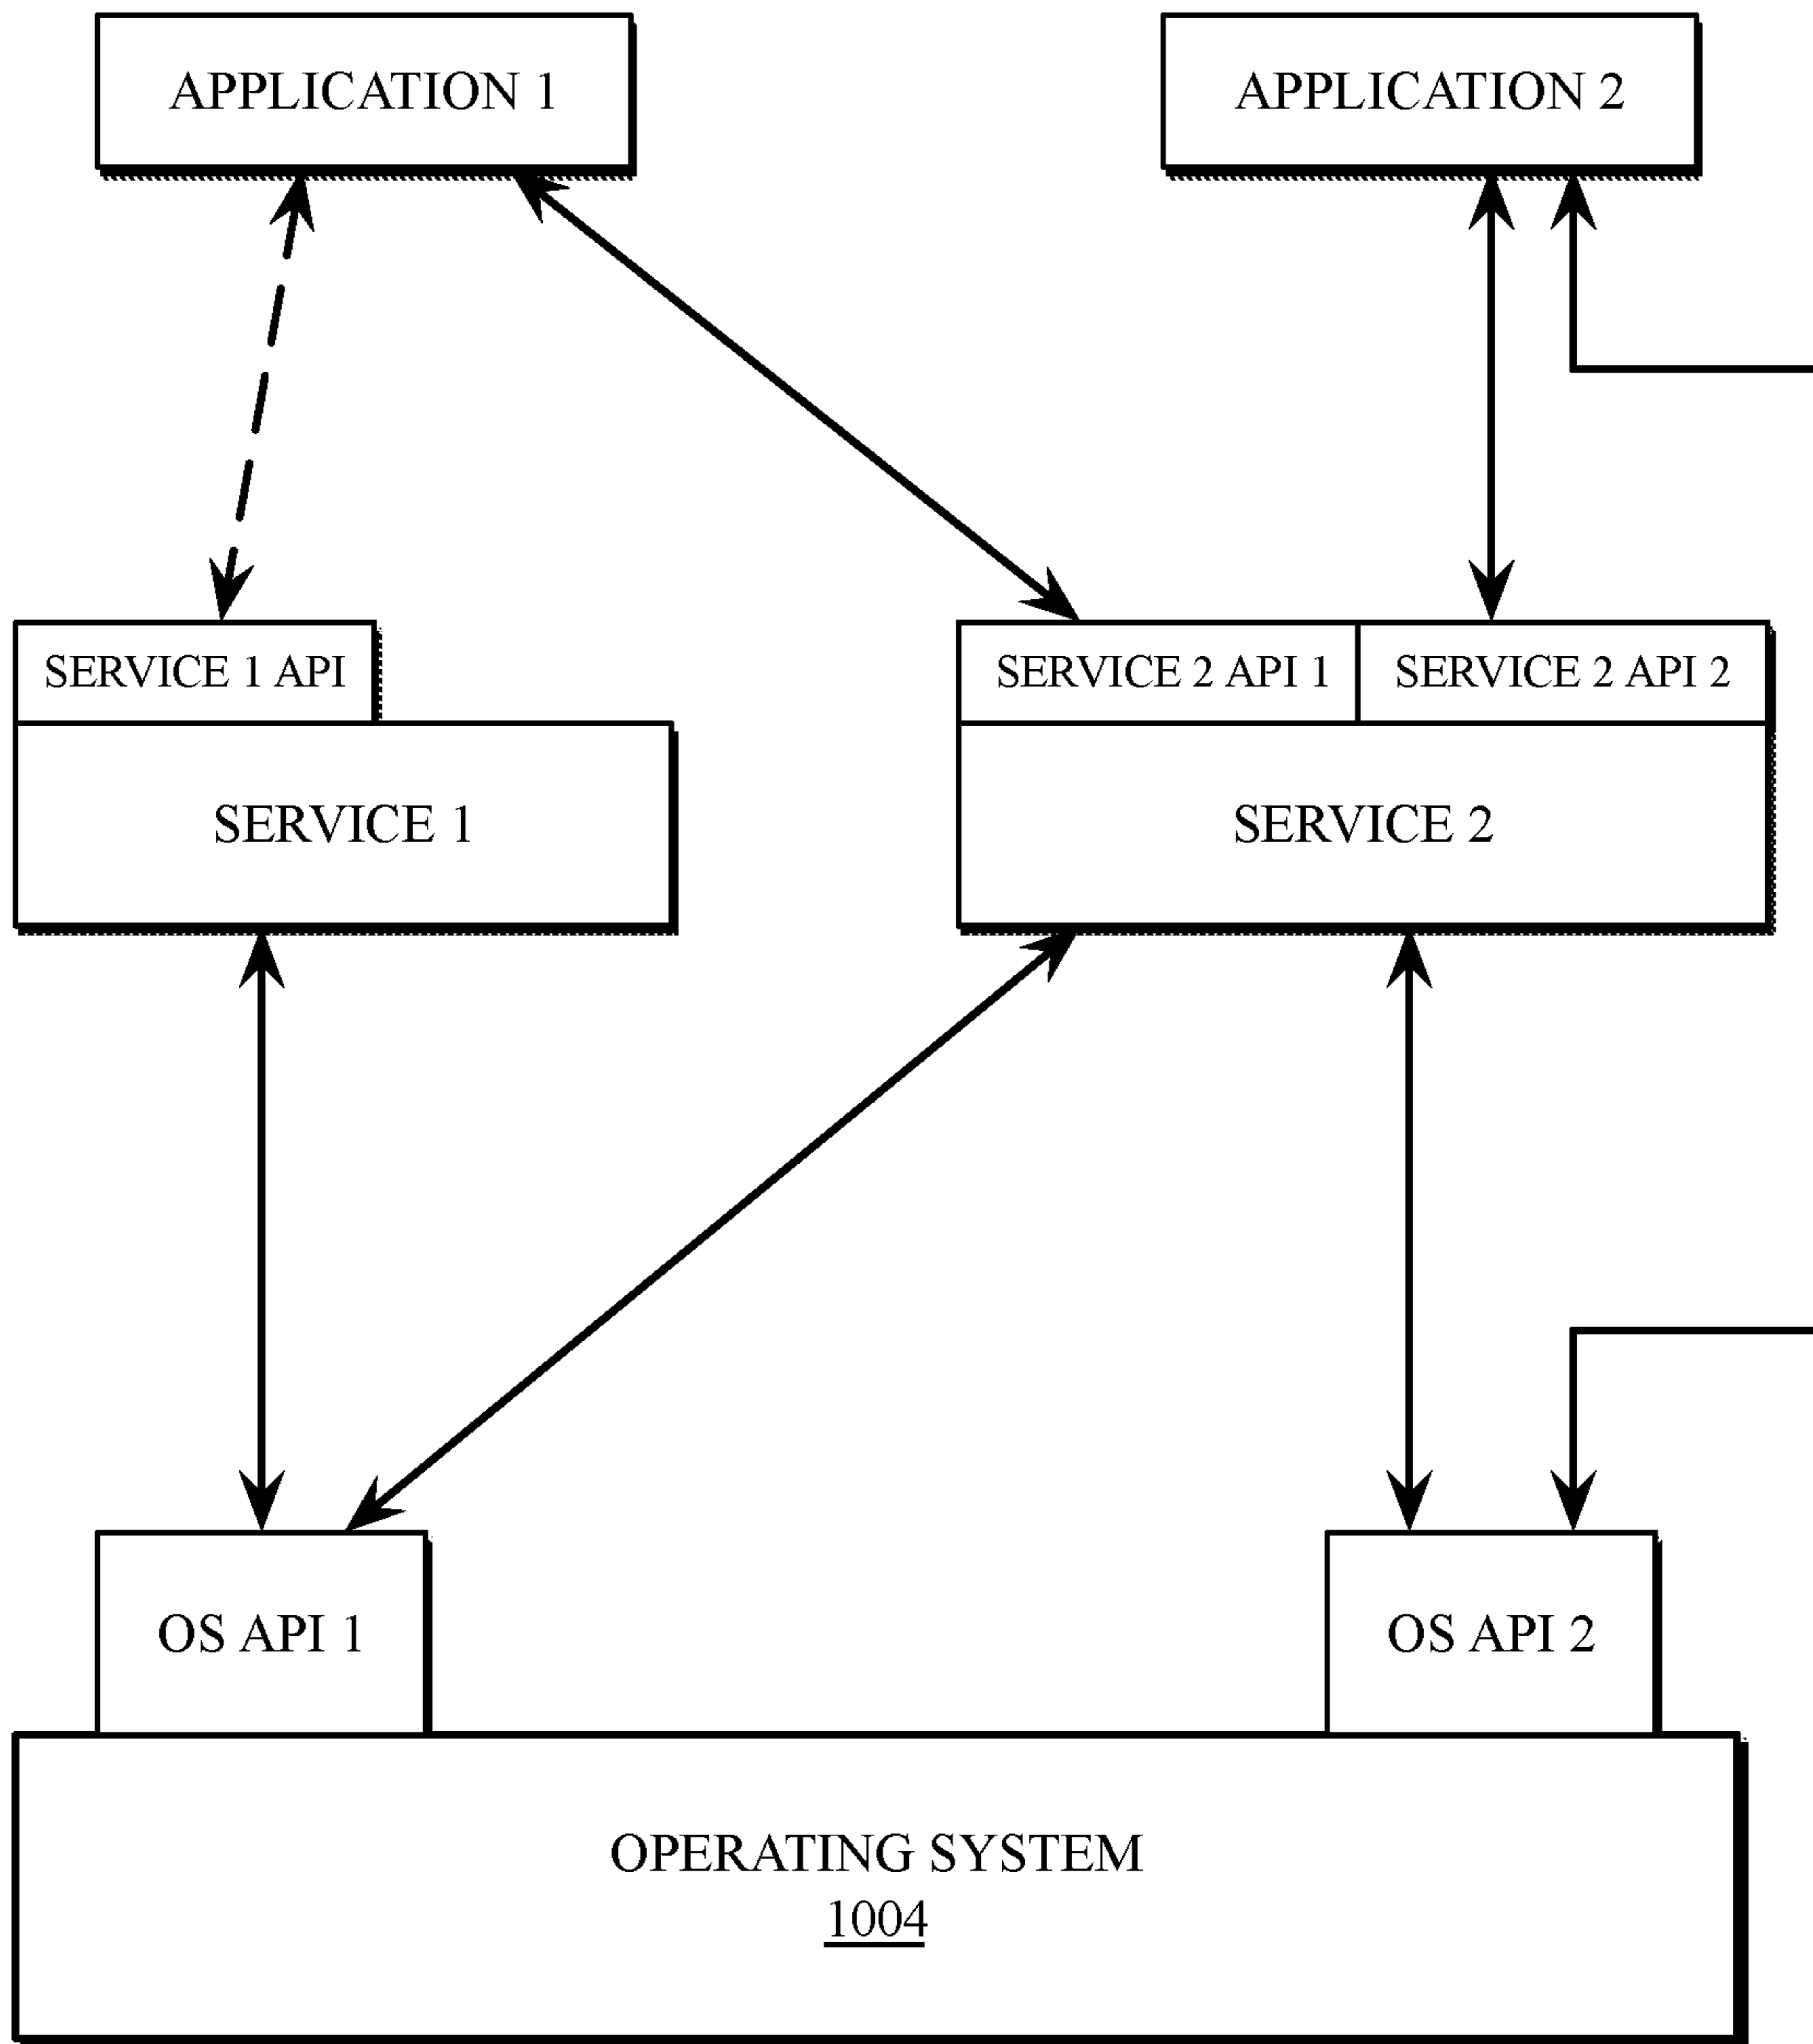 APPLICATION 1
APPLICATION 2
SERVICE 1 API
SERVICE 2 API 1
SERVICE 2 API 2
SERVICE 1
SERVICE 2
OS API 1
OS API 2
OPERATING SYSTEM
1004